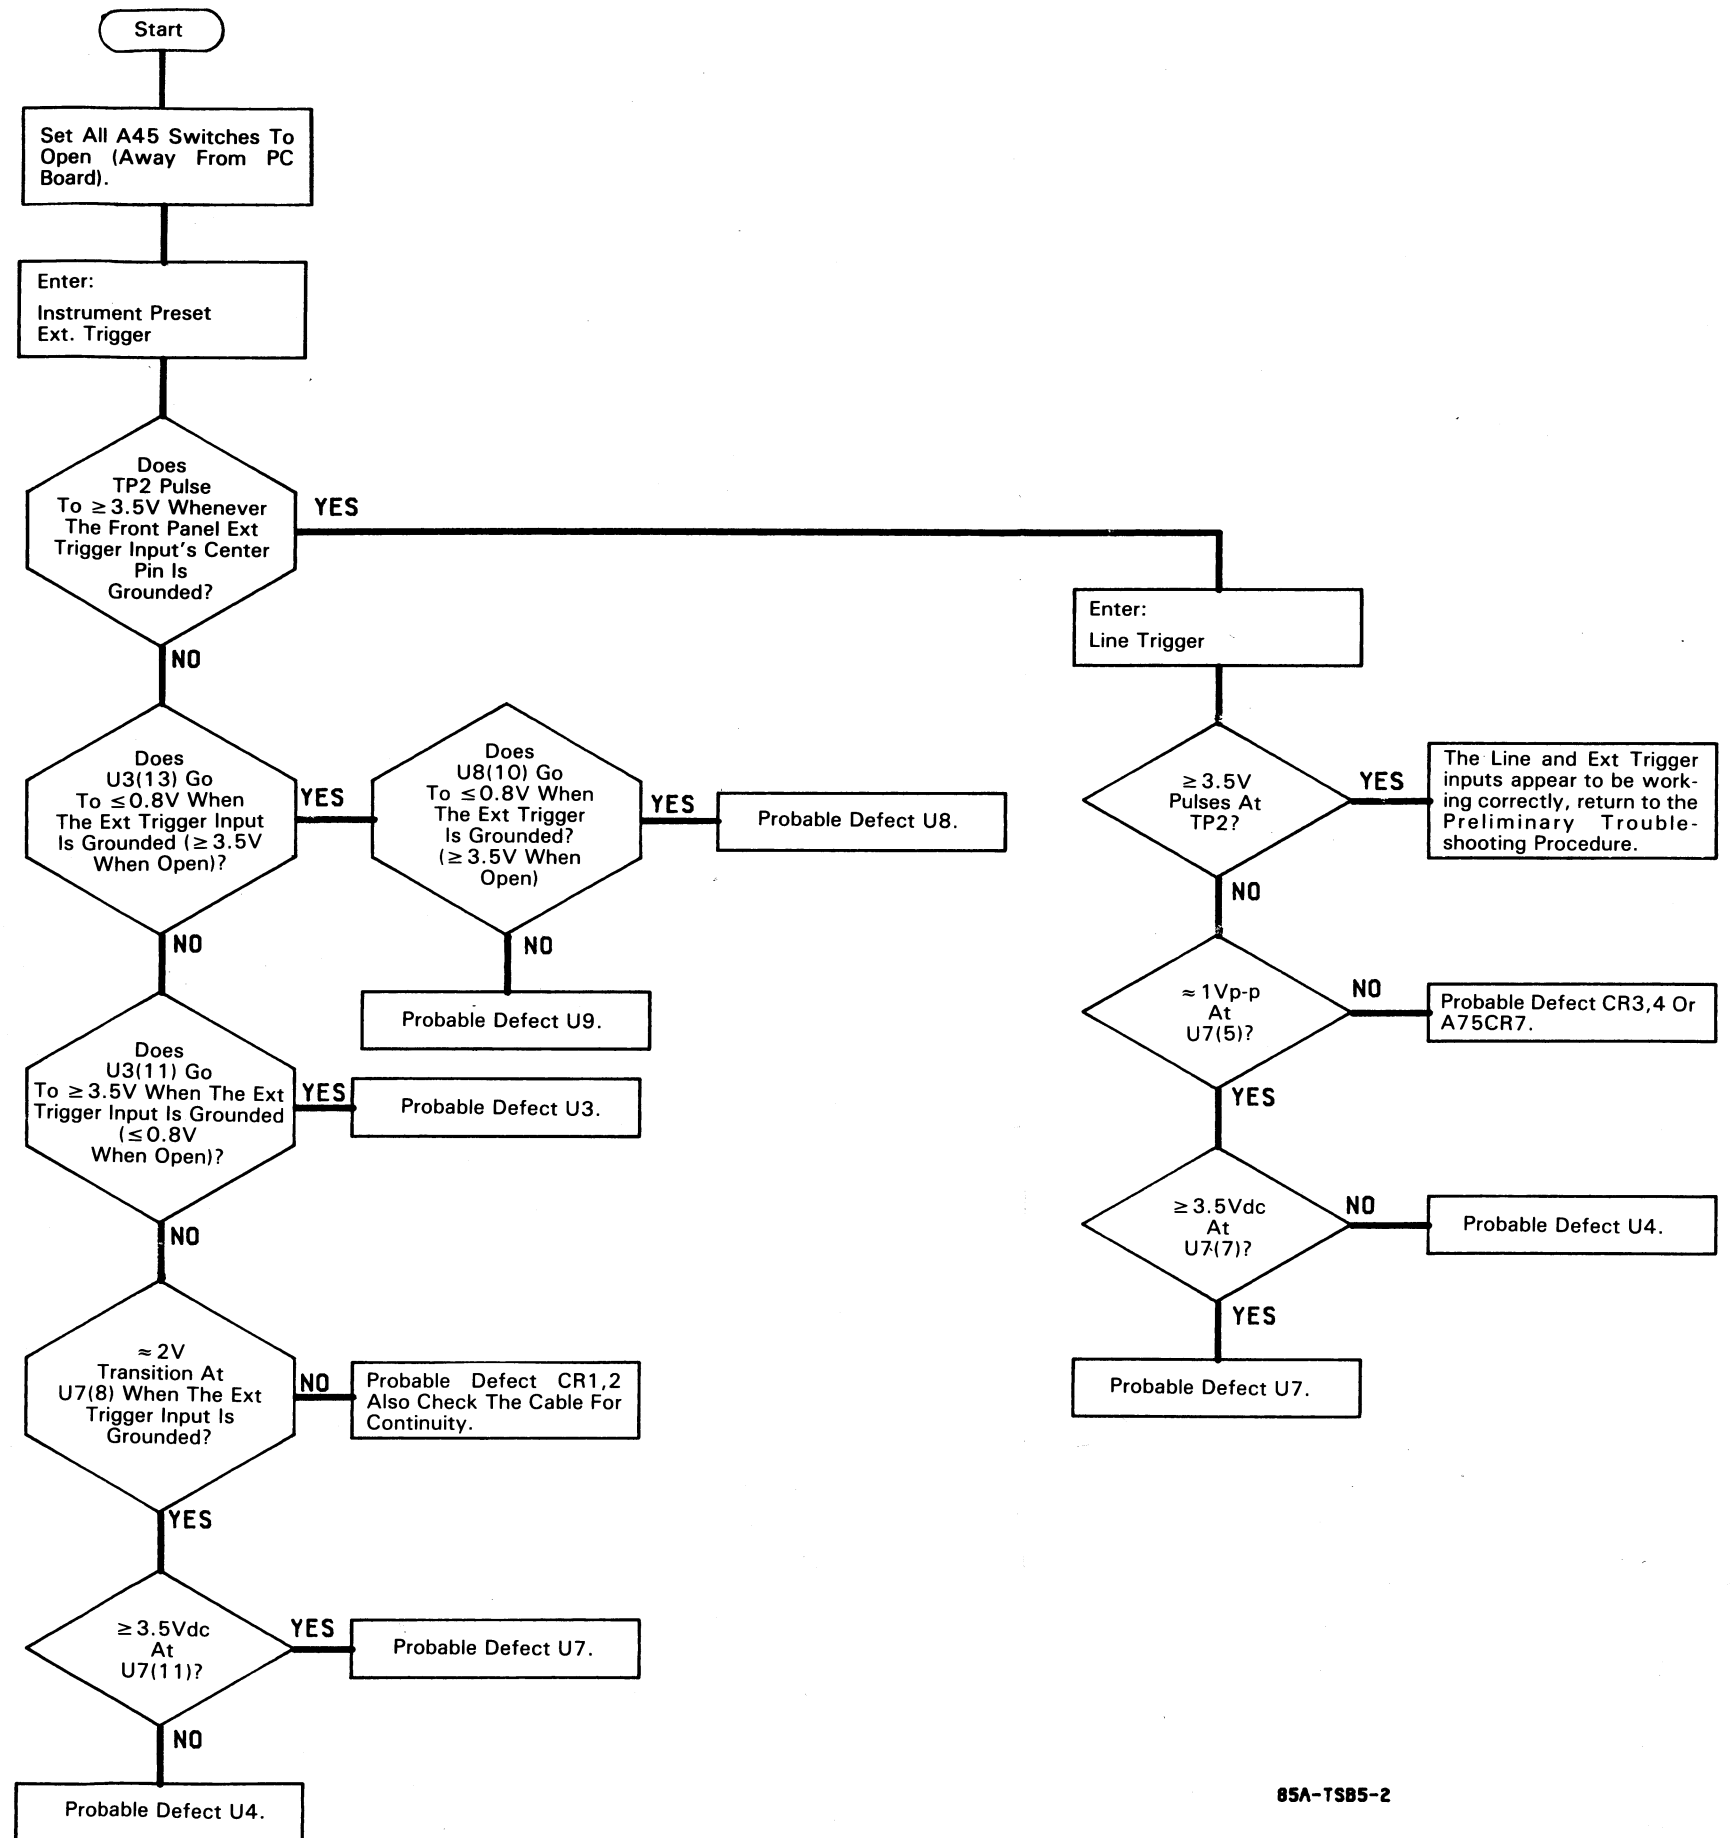 Start
Set All A45 Switches To
Open (Away From PC
Board).
Enter:
Instrument Preset
Ext. Trigger
Does
TP2 Pulse
To ≥3.5V Whenever
The Front Panel Ext
Trigger Input's Center
Pin Is
Grounded?
YES
NO
Enter:
Line Trigger
≥3.5V
Pulses At
TP2?
YES
The Line and Ext Trigger
inputs appear to be work-
ing correctly, return to the
Preliminary Trouble-
shooting Procedure.
NO
≈1Vp-p
At
U7(5)?
NO
Probable Defect CR3,4 Or
A75CR7.
YES
≥3.5Vdc
At
U7(7)?
NO
Probable Defect U4.
YES
Probable Defect U7.
Does
U3(13) Go
To ≤0.8V When
The Ext Trigger Input
Is Grounded (≥3.5V
When Open)?
YES
Does
U8(10) Go
To ≤0.8V When
The Ext Trigger
Is Grounded?
(≥3.5V When
Open)
YES
Probable Defect U8.
NO
Probable Defect U9.
NO
Does
U3(11) Go
To ≥3.5V When The Ext
Trigger Input Is Grounded
(≤0.8V
When Open)?
YES
Probable Defect U3.
NO
≈2V
Transition At
U7(8) When The Ext
Trigger Input Is
Grounded?
NO
Probable Defect CR1,2
Also Check The Cable For
Continuity.
YES
≥3.5Vdc
At
U7(11)?
YES
Probable Defect U7.
NO
Probable Defect U4.
85A-TSB5-2